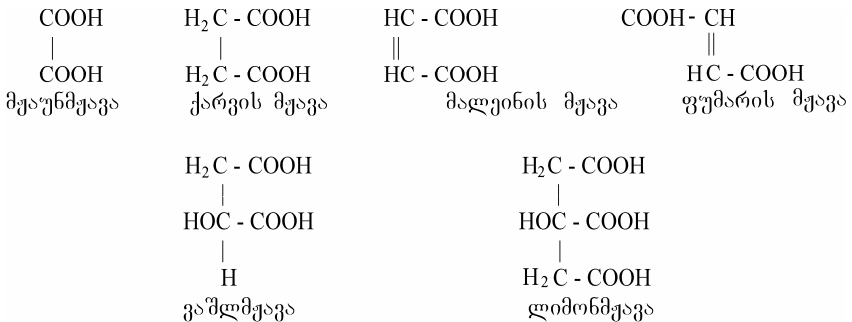 COOH H₂C - COOH HC - COOH COOH - CH
| | || ||
COOH H₂C - COOH HC - COOH HC - COOH
მჟაუნმჟავა ქარვის მჟავა მალეინის მჟავა ფუმარის მჟავა
H₂C - COOH H₂C - COOH
| |
HOC - COOH HOC - COOH
| |
H H₂C - COOH
ვაშლმჟავა ლიმონმჟავა